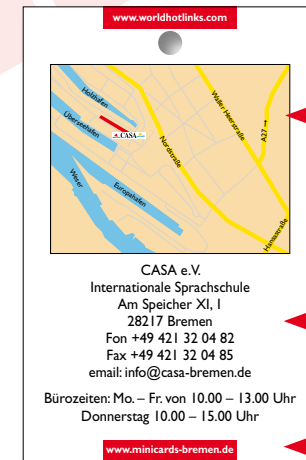 www.worldhotlinks.com
Holzhafen
Überseehafen
CASA
Weser
Europahafen
Nordstraße
Waller Heerstraße
A27 →
Hansastraße
CASA e.V.
Internationale Sprachschule
Am Speicher XI, 1
28217 Bremen
Fon +49 421 32 04 82
Fax +49 421 32 04 85
email: info@casa-bremen.de
Bürozeiten: Mo. – Fr. von 10.00 – 13.00 Uhr
Donnerstag 10.00 – 15.00 Uhr
www.minicards-bremen.de